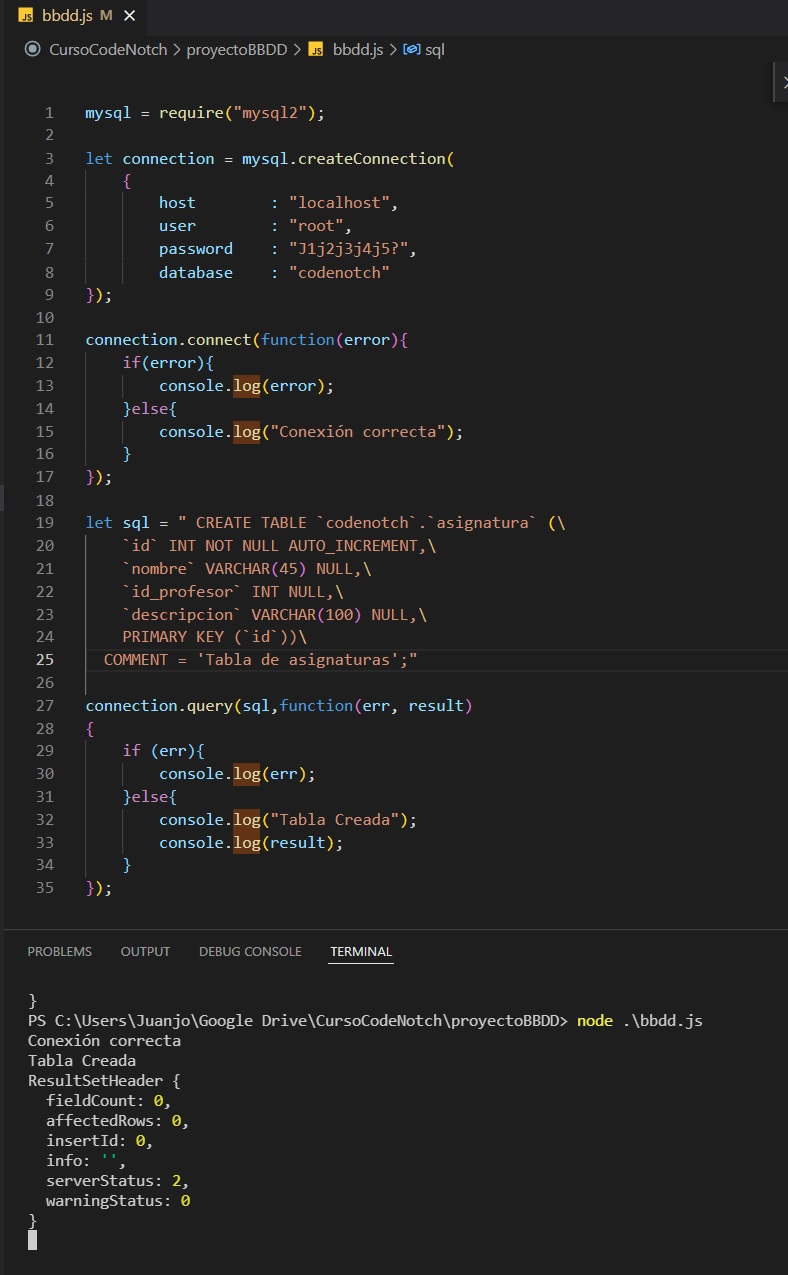 JS bbdd.js M ×
CursoCodeNotch > proyectoBBDD > JS bbdd.js > sql
1 mysql = require("mysql2");
2
3 let connection = mysql.createConnection(
4     {
5         host        : "localhost",
6         user        : "root",
7         password    : "J1j2j3j4j5?",
8         database    : "codenotch"
9 });
10
11 connection.connect(function(error){
12     if(error){
13         console.log(error);
14     }else{
15         console.log("Conexión correcta");
16     }
17 });
18
19 let sql = " CREATE TABLE `codenotch`.`asignatura` (\
20     `id` INT NOT NULL AUTO_INCREMENT,\
21     `nombre` VARCHAR(45) NULL,\
22     `id_profesor` INT NULL,\
23     `descripcion` VARCHAR(100) NULL,\
24     PRIMARY KEY (`id`))\
25   COMMENT = 'Tabla de asignaturas';"
26
27 connection.query(sql,function(err, result)
28 {
29     if (err){
30         console.log(err);
31     }else{
32         console.log("Tabla Creada");
33         console.log(result);
34     }
35 });
PROBLEMS OUTPUT DEBUG CONSOLE TERMINAL
}
PS C:\Users\Juanjo\Google Drive\CursoCodeNotch\proyectoBBDD> node .\bbdd.js
Conexión correcta
Tabla Creada
ResultSetHeader {
  fieldCount: 0,
  affectedRows: 0,
  insertId: 0,
  info: '',
  serverStatus: 2,
  warningStatus: 0
}